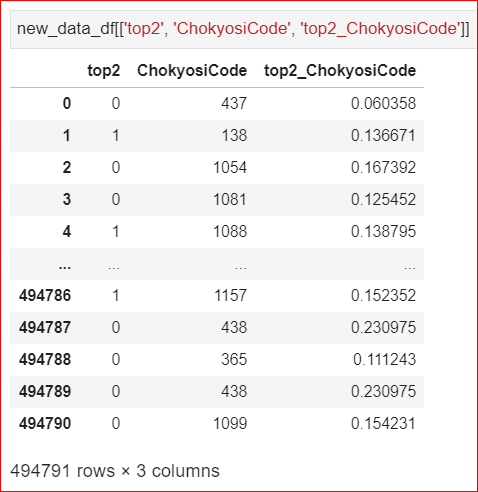 new_data_df[['top2', 'ChokyosiCode', 'top2_ChokyosiCode']]
top2 ChokyosiCode top2_ChokyosiCode
0 0 437 0.060358
1 1 138 0.136671
2 0 1054 0.167392
3 0 1081 0.125452
4 1 1088 0.138795
... ... ... ...
494786 1 1157 0.152352
494787 0 438 0.230975
494788 0 365 0.111243
494789 0 438 0.230975
494790 0 1099 0.154231
494791 rows × 3 columns